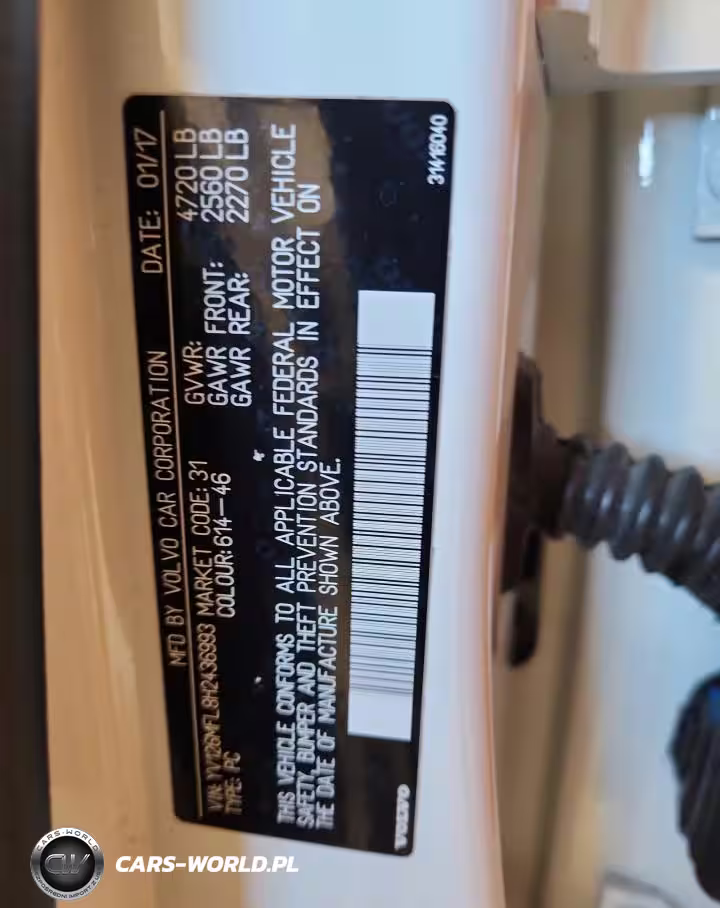 MFD BY VOLVO CAR CORPORATION DATE: 01/17
VIN: YV126MFL8H2436993 MARKET CODE: 31 GVWR: 4720 LB
TYPE: PC COLOUR: 614-46 GAWR FRONT: 2560 LB
GAWR REAR: 2270 LB
THIS VEHICLE CONFORMS TO ALL APPLICABLE FEDERAL MOTOR VEHICLE
SAFETY, BUMPER AND THEFT PREVENTION STANDARDS IN EFFECT ON
THE DATE OF MANUFACTURE SHOWN ABOVE.
VOLVO 31416040
CARS-WORLD
CW
CARS-WORLD.PL